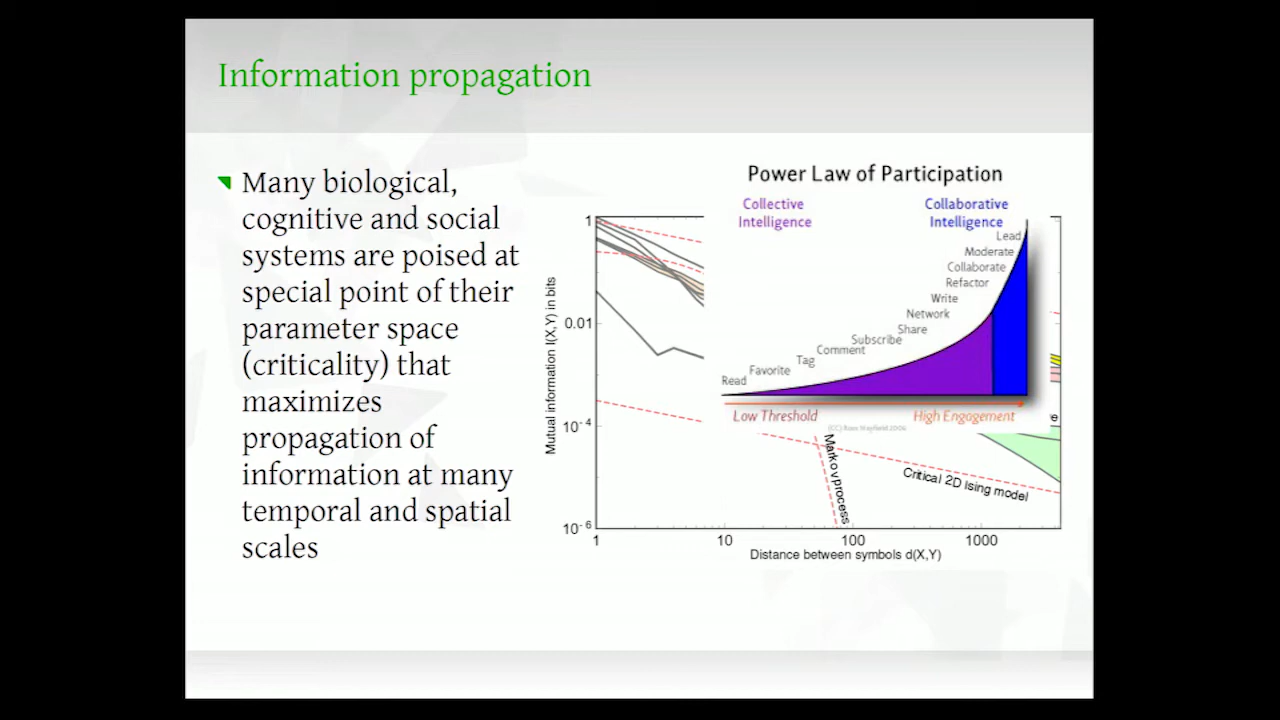 Information propagation
Many biological,
cognitive and social
systems are poised at
special point of their
parameter space
(criticality) that
maximizes
propagation of
information at many
temporal and spatial
scales
Power Law of Participation
Collective
Intelligence
Collaborative
Intelligence
Lead
Moderate
Collaborate
Refactor
Write
Network
Share
Subscribe
Comment
Tag
Favorite
Read
Low Threshold
High Engagement
(CC) Ross Mayfield 2006
Mutual information I(X,Y) in bits
1
0.01
10-4
10-6
Markov process
Critical 2D Ising model
1
10
100
1000
Distance between symbols d(X,Y)